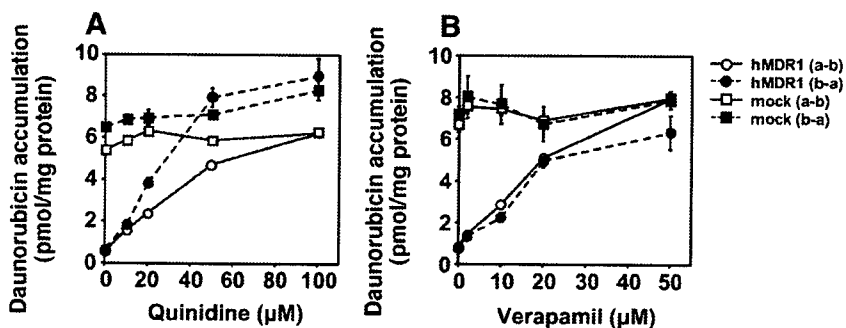 A
Daunorubicin accumulation
(pmol/mg protein)
10
8
6
4
2
0
0 20 40 60 80 100
Quinidine (μM)
B
Daunorubicin accumulation
(pmol/mg protein)
10
8
6
4
2
0
0 10 20 30 40 50
Verapamil (μM)
hMDR1 (a-b)
hMDR1 (b-a)
mock (a-b)
mock (b-a)